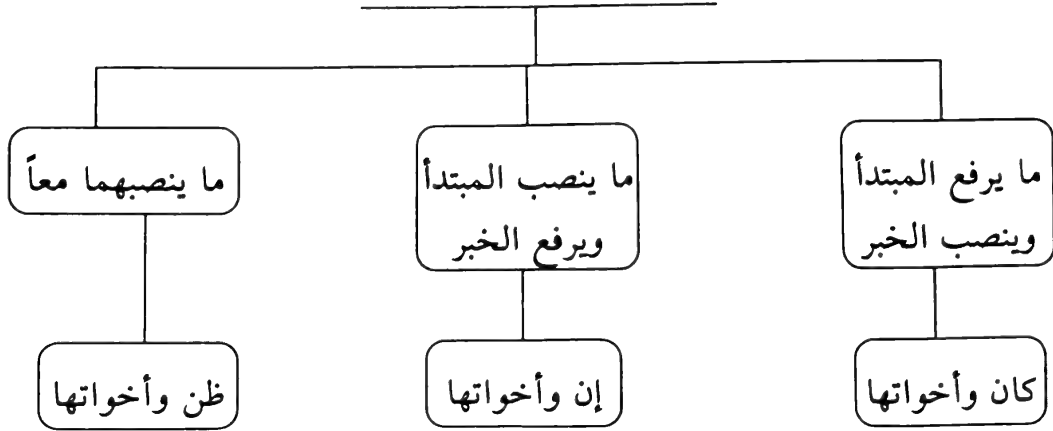 ما يرفع المبتدأ
وينصب الخبر
ما ينصب المبتدأ
ويرفع الخبر
ما ينصبهما معاً
كان وأخواتها
إن وأخواتها
ظن وأخواتها